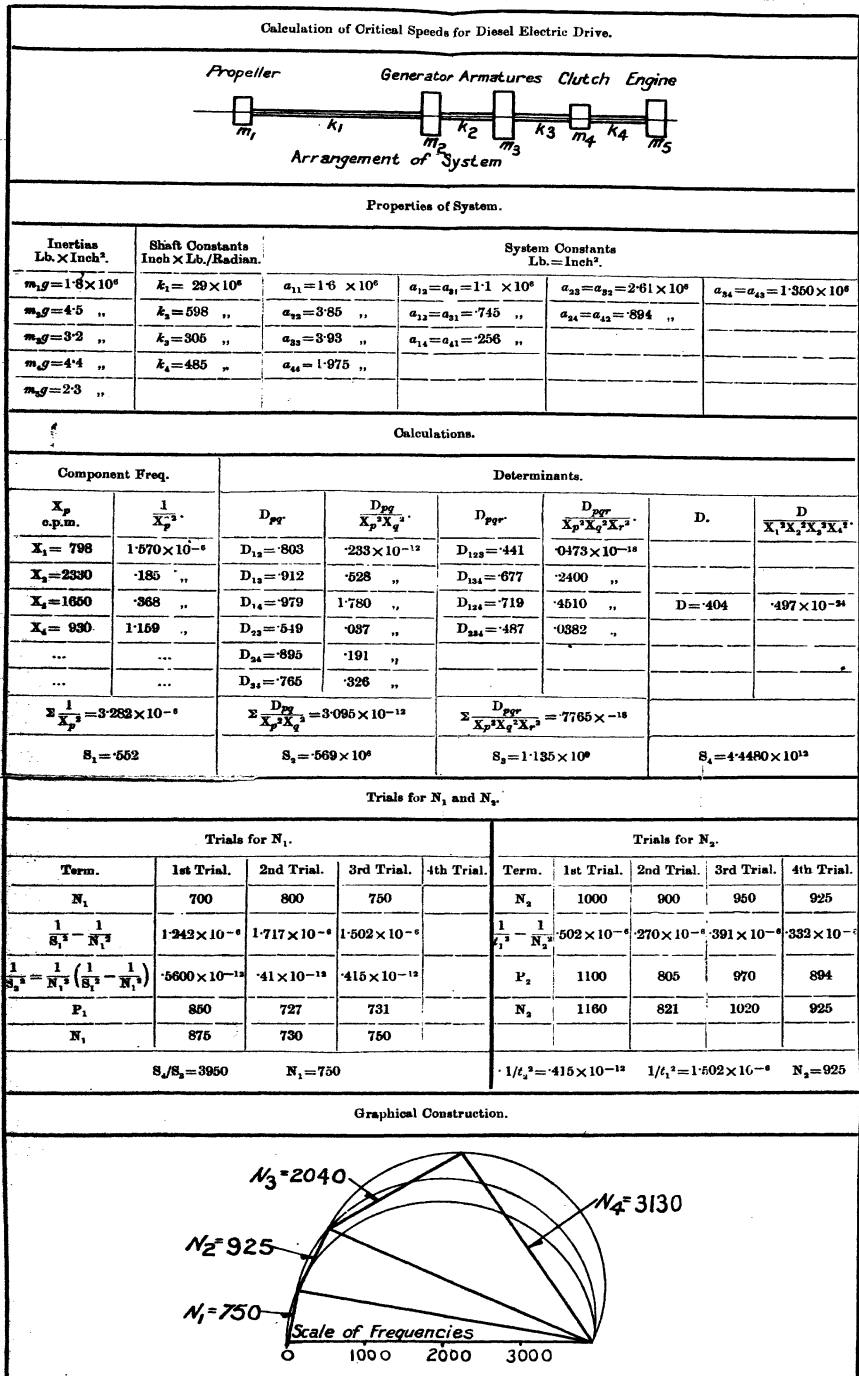 Calculation of Critical Speeds for Diesel Electric Drive.
Propeller Generator Armatures Clutch Engine
m₁ k₁ m₂ k₂ m₃ k₃ m₄ k₄ m₅
Arrangement of System
Properties of System.
Inertias Lb.×Inch². Shaft Constants Inch×Lb./Radian. System Constants Lb.=Inch².
m₁g=1·8×10⁶ k₁= 29×10⁶ a₁₁=1·6 ×10⁶ a₁₂=a₂₁=1·1 ×10⁶ a₂₃=a₃₂=2·61×10⁶ a₃₄=a₄₃=1·350×10⁶
m₂g=4·5 ,, k₂=598 ,, a₂₂=3·85 ,, a₁₃=a₃₁=·745 ,, a₂₄=a₄₂=·894 ,,
m₃g=3·2 ,, k₃=305 ,, a₃₃=3·93 ,, a₁₄=a₄₁=·256 ,,
m₄g=4·4 ,, k₄=485 ,, a₄₄=1·975 ,,
m₅g=2·3 ,,
Calculations.
Component Freq. Determinants.
Xₚ c.p.m. 1/Xₚ². Dpq. Dpq/Xp²Xq². Dpqr. Dpqr/Xp²Xq²Xr². D. D/X₁²X₂²X₃²X₄².
X₁= 798 1·570×10⁻⁶ D₁₂=·803 ·233×10⁻¹² D₁₂₃=·441 ·0473×10⁻¹⁸
X₂=2330 ·185 ,, D₁₃=·912 ·528 ,, D₁₃₄=·677 ·2400 ,,
X₃=1650 ·368 ,, D₁₄=·979 1·780 ,, D₁₂₄=·719 ·4510 ,, D=·404 ·497×10⁻²⁴
X₄= 930 1·159 ,, D₂₃=·549 ·037 ,, D₂₃₄=·487 ·0382 ,,
... ... D₂₄=·895 ·191 ,,
... ... D₃₄=·765 ·326 ,,
Σ 1/Xp²=3·282×10⁻⁶ Σ Dpq/Xp²Xq²=3·095×10⁻¹² Σ Dpqr/Xp²Xq²Xr²=·7765×⁻¹⁸
S₁=·552 S₂=·569×10⁶ S₃=1·135×10⁹ S₄=4·4480×10¹²
Trials for N₁ and N₂.
Trials for N₁. Trials for N₂.
Term. 1st Trial. 2nd Trial. 3rd Trial. 4th Trial. Term. 1st Trial. 2nd Trial. 3rd Trial. 4th Trial.
N₁ 700 800 750 N₂ 1000 900 950 925
1/S₁² − 1/N₁² 1·242×10⁻⁶ 1·717×10⁻⁶ 1·502×10⁻⁶ 1/t₁² − 1/N₂² ·502×10⁻⁶ ·270×10⁻⁶ ·391×10⁻⁶ ·332×10⁻⁶
1/S₂² = 1/N₁² (1/S₁² − 1/N₁²) ·5600×10⁻¹² ·41×10⁻¹² ·415×10⁻¹² P₂ 1100 805 970 894
P₁ 850 727 731 N₂ 1160 821 1020 925
N₁ 875 730 750
S₄/S₃=3950 N₁=750 1/t₂²=·415×10⁻¹² 1/t₁²=1·502×10⁻⁶ N₂=925
Graphical Construction.
N₃=2040
N₄=3130
N₂=925
N₁=750
Scale of Frequencies
0 1000 2000 3000